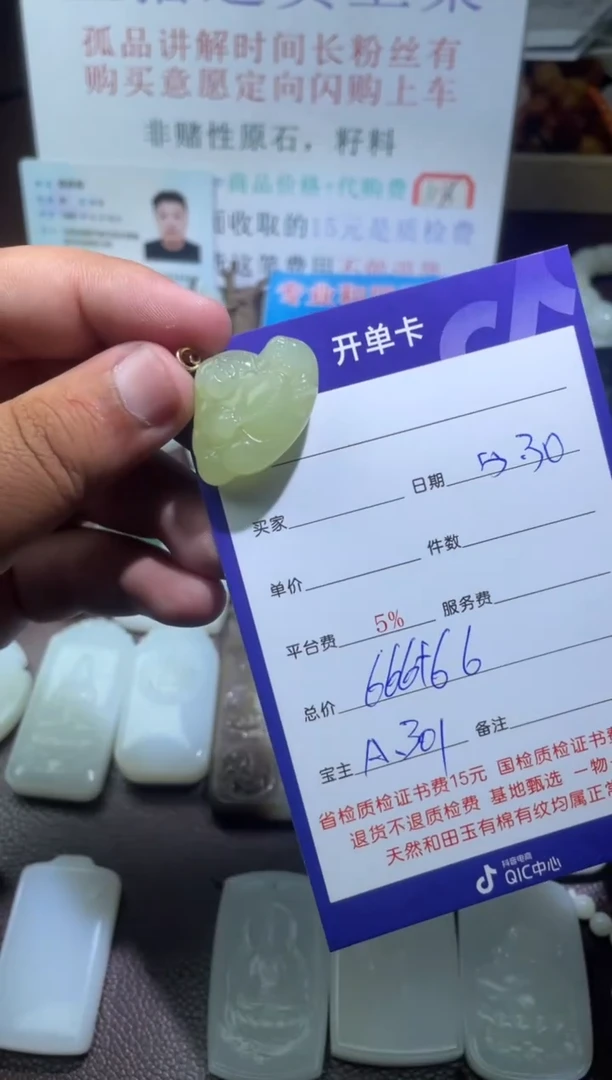 孤品讲解时间长粉丝有
购买意愿定向闪购上车
非赌性原石，籽料
商品价格+代购费
收取的15元是质检费
开单卡
日期 5.30
买家
件数
单价
平台费 5% 服务费
总价 666+66
宝主 A301 备注
省检质检证书费15元 国检质检证书费
退货不退质检费 基地甄选 一物
天然和田玉有棉有纹均属正常
抖音电商
QIC中心